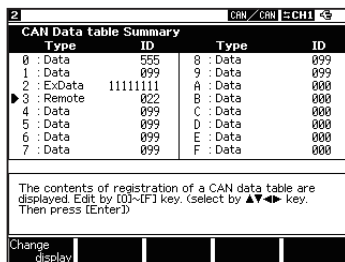 2 CAN/CAN ⇆CH1
CAN Data table Summary
Type ID Type ID
0 : Data 555 8 : Data 099
1 : Data 099 9 : Data 099
2 : ExData 11111111 A : Data 000
▶3 : Remote 022 B : Data 000
4 : Data 099 C : Data 000
5 : Data 099 D : Data 000
6 : Data 099 E : Data 000
7 : Data 099 F : Data 000
The contents of registration of a CAN data table are
displayed. Edit by [0]~[F] key. (select by ▲▼◀▶ key.
Then press [Enter])
Change
display